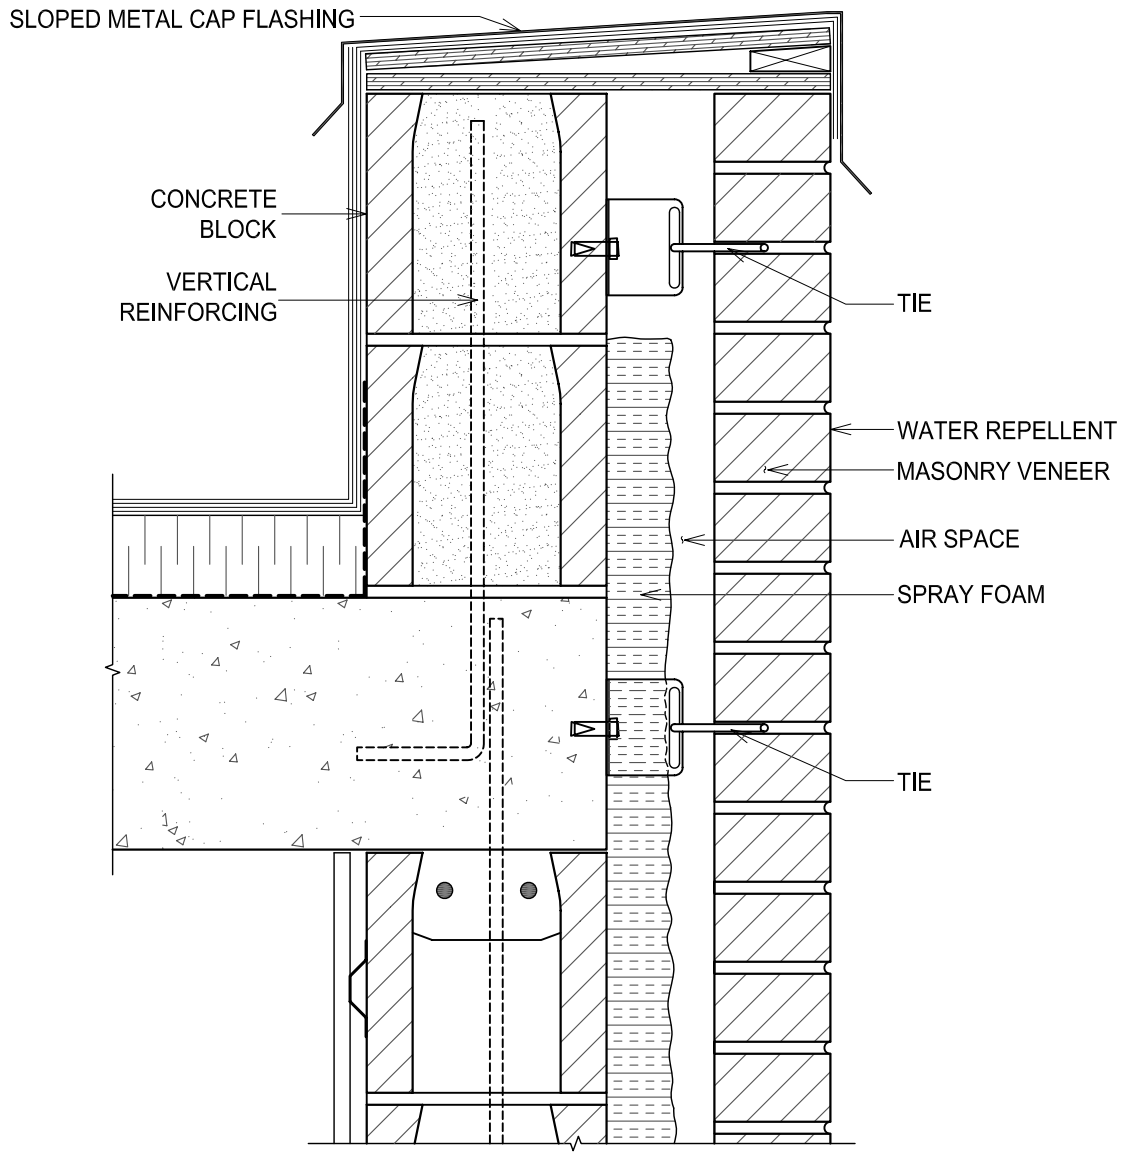 SLOPED METAL CAP FLASHING
CONCRETE
BLOCK
VERTICAL
REINFORCING
TIE
WATER REPELLENT
MASONRY VENEER
AIR SPACE
SPRAY FOAM
TIE